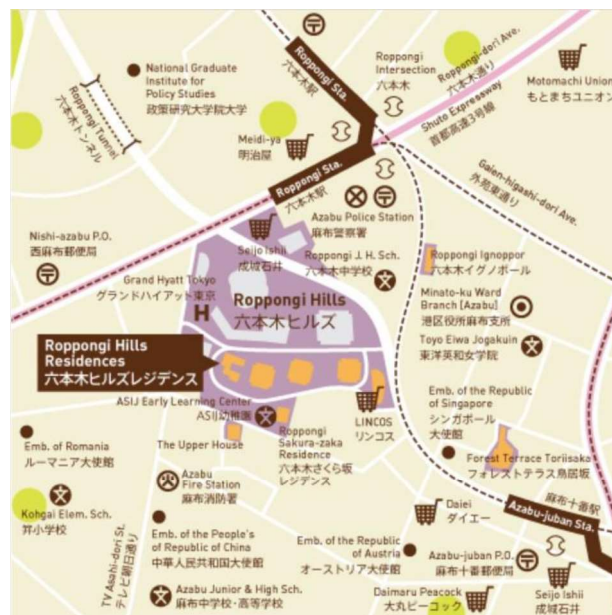 National Graduate
Institute for
Policy Studies
政策研究大学院大学
Roppongi Tunnel
六本木トンネル
Roppongi Sta.
六本木駅
Roppongi
Intersection
六本木
Roppongi-dori Ave.
六本木通り
Shuto Expressway
首都高速3号線
Motomachi Union
もとまちユニオン
Meidi-ya
明治屋
Roppongi Sta.
六本木駅
Gaien-higashi-dori Ave.
外苑東通り
Azabu Police Station
麻布警察署
Nishi-azabu P.O.
西麻布郵便局
Seijo Ishii
成城石井
Roppongi J. H. Sch.
六本木中学校
Roppongi Ignoppor
六本木イグノポール
Grand Hyatt Tokyo
グランドハイアット東京
H
Roppongi Hills
六本木ヒルズ
Minato-ku Ward
Branch [Azabu]
港区役所麻布支所
Toyo Eiwa Jogakuin
東洋英和女学院
Roppongi Hills
Residences
六本木ヒルズレジデンス
ASIJ Early Learning Center
ASIJ幼稚園
LINCOS
リンコス
Emb. of the Republic
of Singapore
シンガポール
大使館
Emb. of Romania
ルーマニア大使館
The Upper House
Roppongi
Sakura-zaka
Residence
六本木さくら坂
レジデンス
Forest Terrace Toriisaka
フォレストテラス鳥居坂
Azabu
Fire Station
麻布消防署
Kohgai Elem. Sch.
笄小学校
TV Asahi-dori St.
テレビ朝日通り
Emb. of the People's
of Republic of China
中華人民共和国大使館
Daiei
ダイエー
麻布十番駅
Azabu-juban Sta.
Emb. of the Republic
of Austria
オーストリア大使館
Azabu-juban P.O.
麻布十番郵便局
Azabu Junior & High Sch.
麻布中学校・高等学校
Daimaru Peacock
大丸ピーコック
Seijo Ishii
成城石井